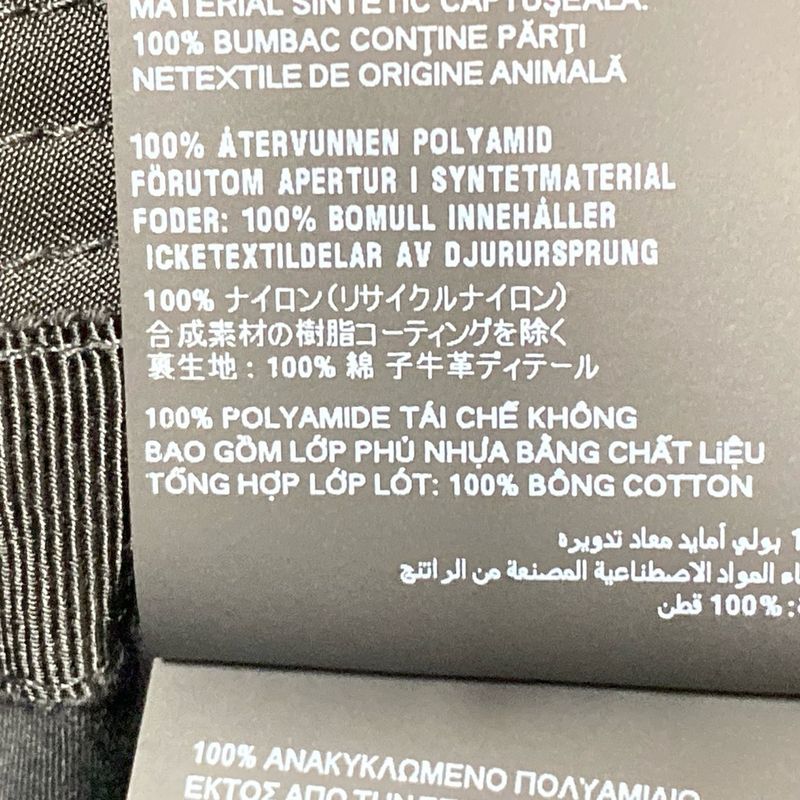 MATERIAL SINTETIC CAPTUŞEALĂ:
100% BUMBAC CONŢINE PĂRŢI
NETEXTILE DE ORIGINE ANIMALĂ
100% ÅTERVUNNEN POLYAMID
FÖRUTOM APERTUR I SYNTETMATERIAL
FODER: 100% BOMULL INNEHÅLLER
ICKETEXTILDELAR AV DJURURSPRUNG
100% ナイロン(リサイクルナイロン)
合成素材の樹脂コーティングを除く
裏生地：100% 綿 子牛革ディテール
100% POLYAMIDE TÁI CHẾ KHÔNG
BAO GỒM LỚP PHỦ NHỰA BẰNG CHẤT LIỆU
TỔNG HỢP LỚP LÓT: 100% BÔNG COTTON
بولي أمايد معاد تدويره
المواد الاصطناعية المصنعة من الراتنج
100% قطن
100% ΑΝΑΚΥΚΛΩΜΕΝΟ ΠΟΛΥΑΜΙΔΙΟ
ΕΚΤΟΣ ΑΠΟ ΤΗΝ